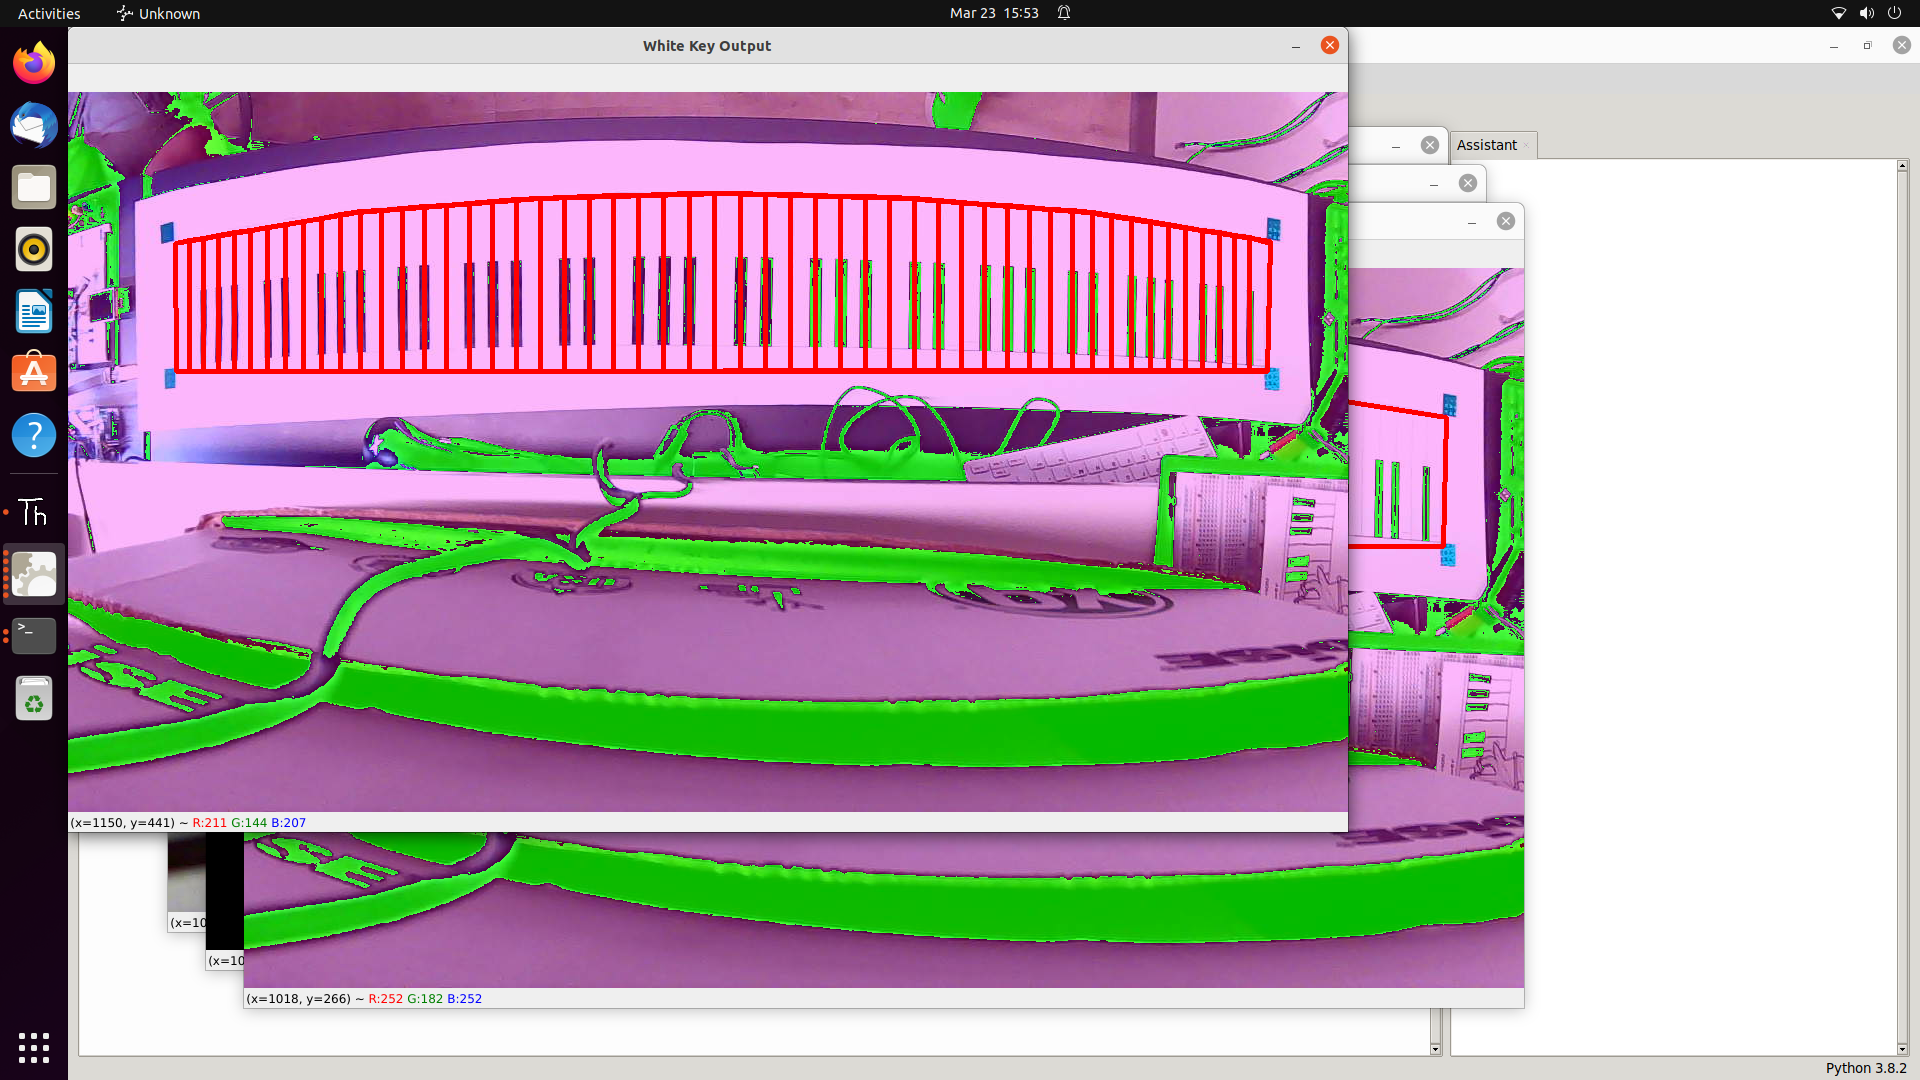 Activities
Unknown
Mar 23 15:53
White Key Output
Assistant
(x=1150, y=441) ~ R:211 G:144 B:207
(x=10
(x=10
(x=1018, y=266) ~ R:252 G:182 B:252
Python 3.8.2